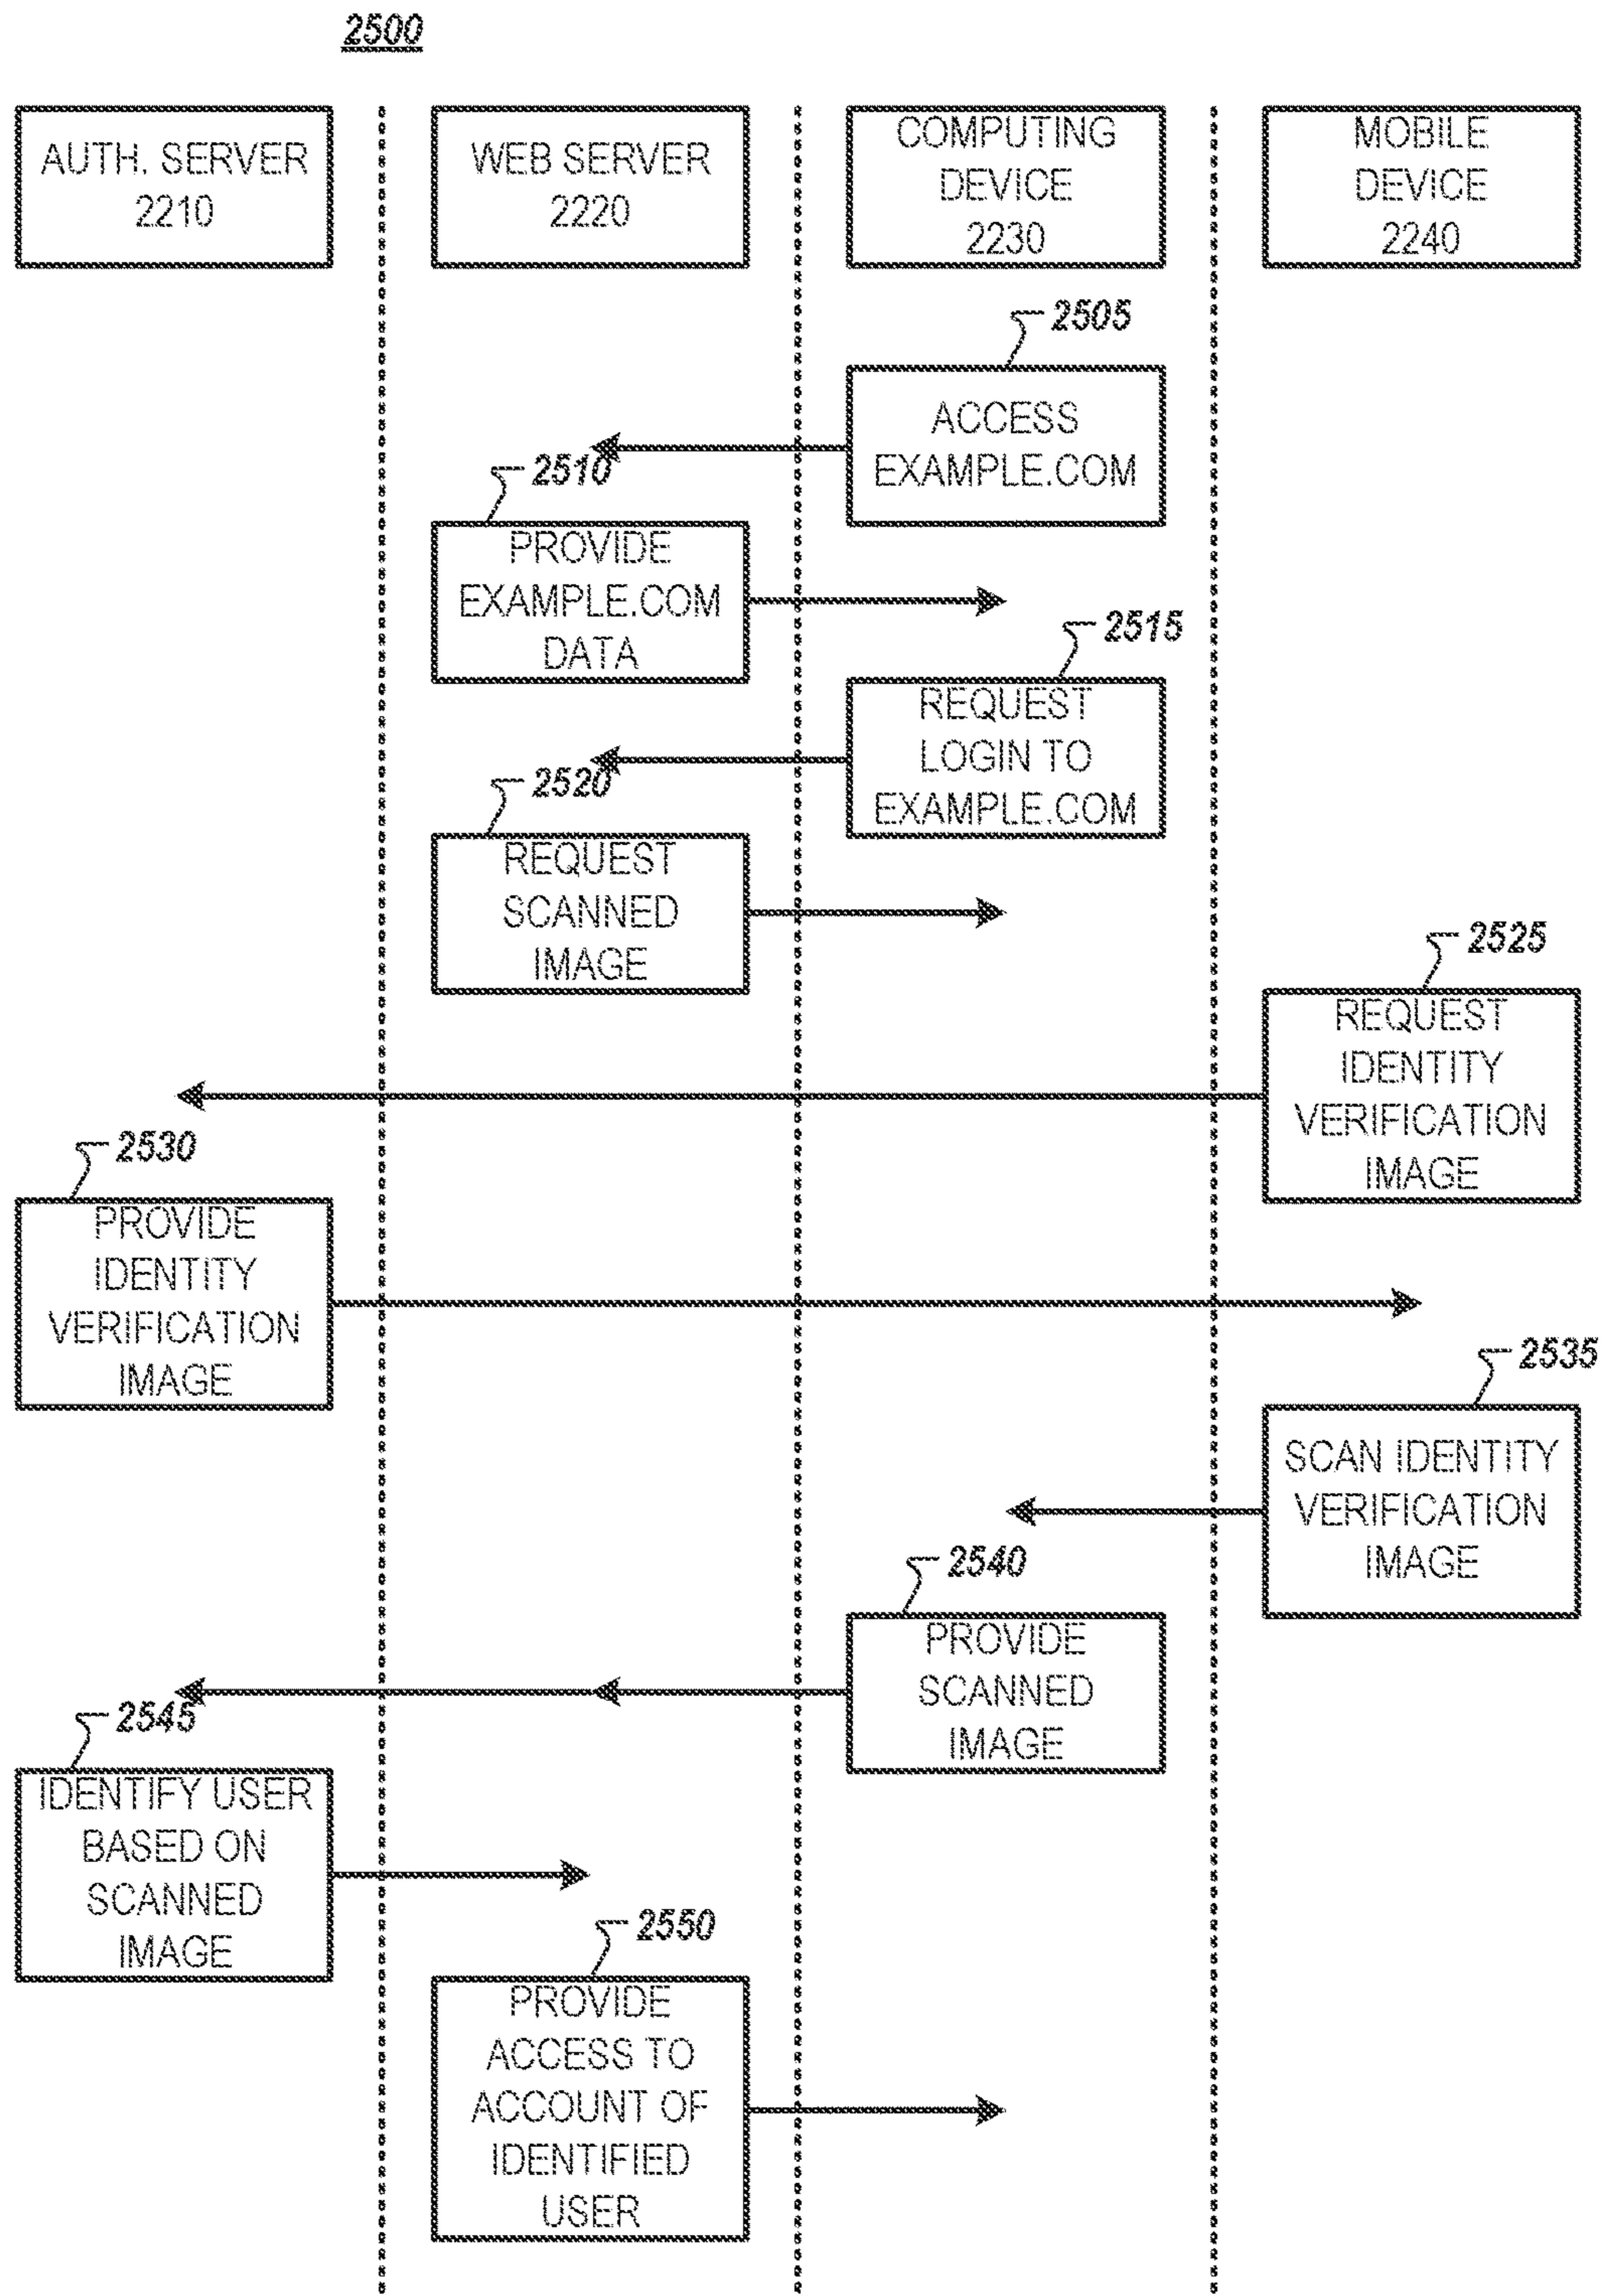 2500
AUTH. SERVER
2210
WEB SERVER
2220
COMPUTING
DEVICE
2230
MOBILE
DEVICE
2240
2505
ACCESS
EXAMPLE.COM
2510
PROVIDE
EXAMPLE.COM
DATA
2515
REQUEST
LOGIN TO
EXAMPLE.COM
2520
REQUEST
SCANNED
IMAGE
2525
REQUEST
IDENTITY
VERIFICATION
IMAGE
2530
PROVIDE
IDENTITY
VERIFICATION
IMAGE
2535
SCAN IDENTITY
VERIFICATION
IMAGE
2540
PROVIDE
SCANNED
IMAGE
2545
IDENTIFY USER
BASED ON
SCANNED
IMAGE
2550
PROVIDE
ACCESS TO
ACCOUNT OF
IDENTIFIED
USER